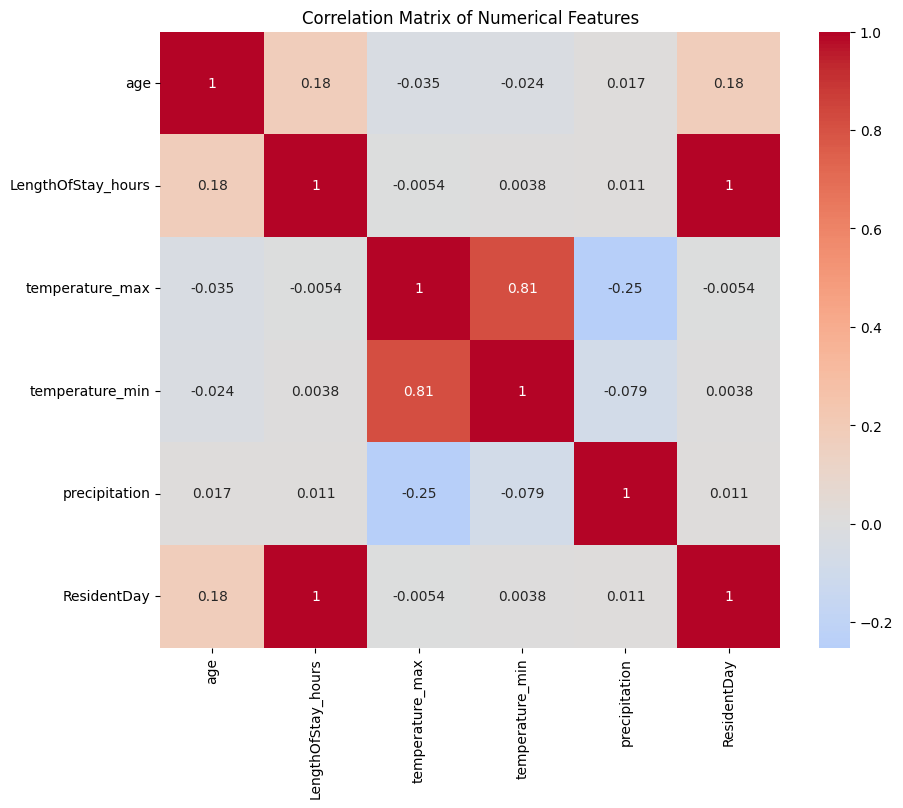 Correlation Matrix of Numerical Features
age 1 0.18 -0.035 -0.024 0.017 0.18
LengthOfStay_hours 0.18 1 -0.0054 0.0038 0.011 1
temperature_max -0.035 -0.0054 1 0.81 -0.25 -0.0054
temperature_min -0.024 0.0038 0.81 1 -0.079 0.0038
precipitation 0.017 0.011 -0.25 -0.079 1 0.011
ResidentDay 0.18 1 -0.0054 0.0038 0.011 1
age
LengthOfStay_hours
temperature_max
temperature_min
precipitation
ResidentDay
1.0
0.8
0.6
0.4
0.2
0.0
−0.2